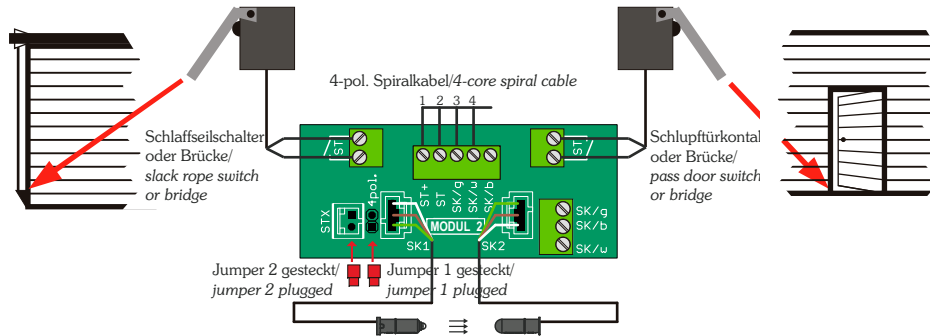 4-pol. Spiralkabel/4-core spiral cable
1 2 3 4
Schlaffseilschalter
oder Brücke/
slack rope switch
or bridge
ST/
ST/
Schlupftürkontal
oder Brücke/
pass door switch
or bridge
ST+
ST
SK/g
SK/w
SK/b
STX
4pol.
MODUL 2
SK1
SK2
SK/g
SK/b
SK/w
Jumper 2 gesteckt/
jumper 2 plugged
Jumper 1 gesteckt/
jumper 1 plugged